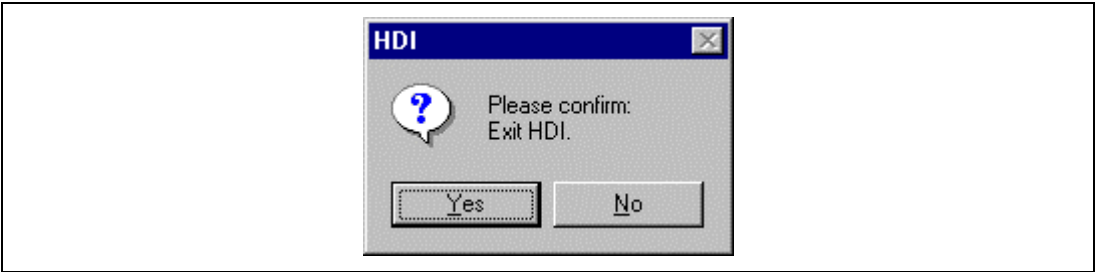 HDI
?
Please confirm:
Exit HDI.
Yes No